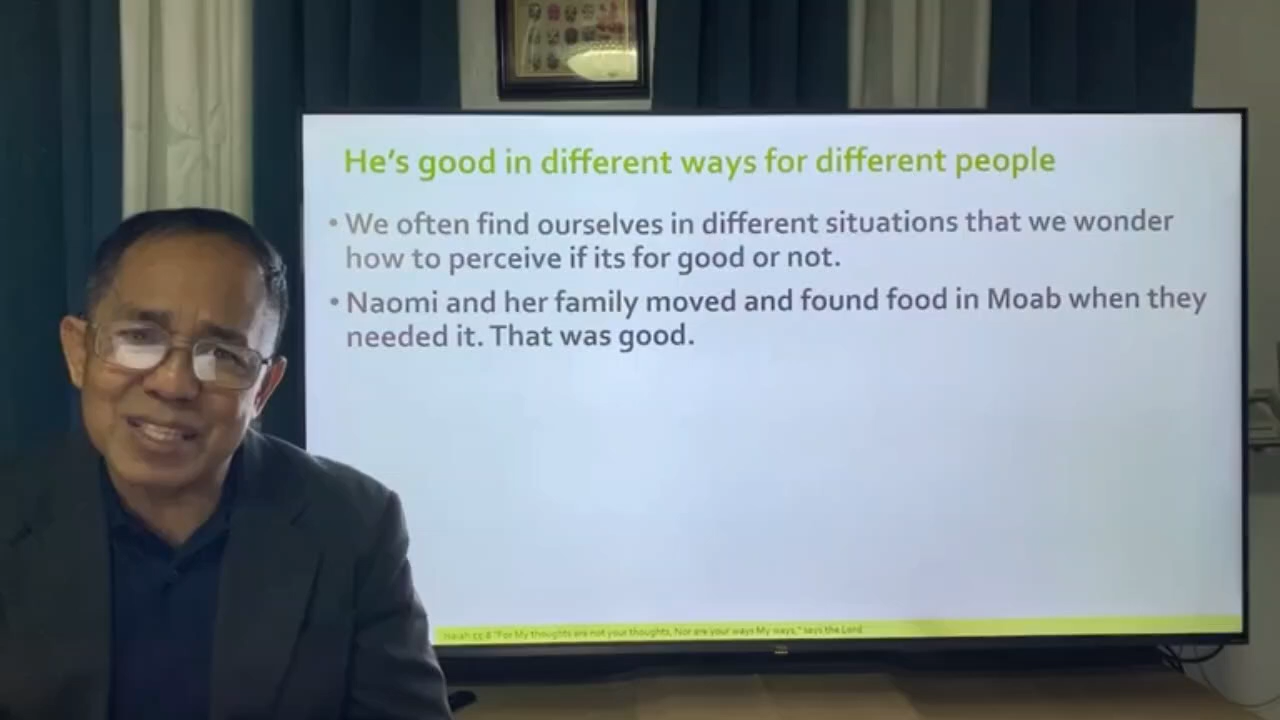 He's good in different ways for different people
• We often find ourselves in different situations that we wonder
how to perceive if its for good or not.
• Naomi and her family moved and found food in Moab when they
needed it. That was good.
Isaiah 55:8 "For My thoughts are not your thoughts, Nor are your ways My ways," says the Lord